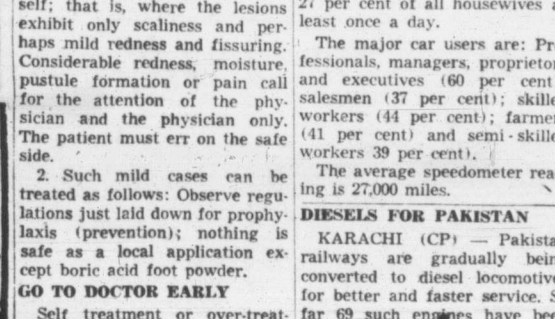 self; that is, where the lesions
exhibit only scaliness and per-
haps mild redness and fissuring.
Considerable redness, moisture,
pustule formation or pain call
for the attention of the phy-
sician and the physician only.
The patient must err on the safe
side.
2. Such mild cases can be
treated as follows: Observe regu-
lations just laid down for prophy-
laxis (prevention); nothing is
safe as a local application ex-
cept boric acid foot powder.
GO TO DOCTOR EARLY
Self treatment or over-treat-
27 per cent of all housewives
least once a day.
The major car users are: Pr
fessionals, managers, proprietor
and executives (60 per cent
salesmen (37 per cent); skille
workers (44 per cent); farmer
(41 per cent) and semi-skille
workers 39 per cent).
The average speedometer rea
ing is 27,000 miles.
DIESELS FOR PAKISTAN
KARACHI (CP) — Pakista
railways are gradually bein
converted to diesel locomotiv
for better and faster service. S
far 69 such engines have bee